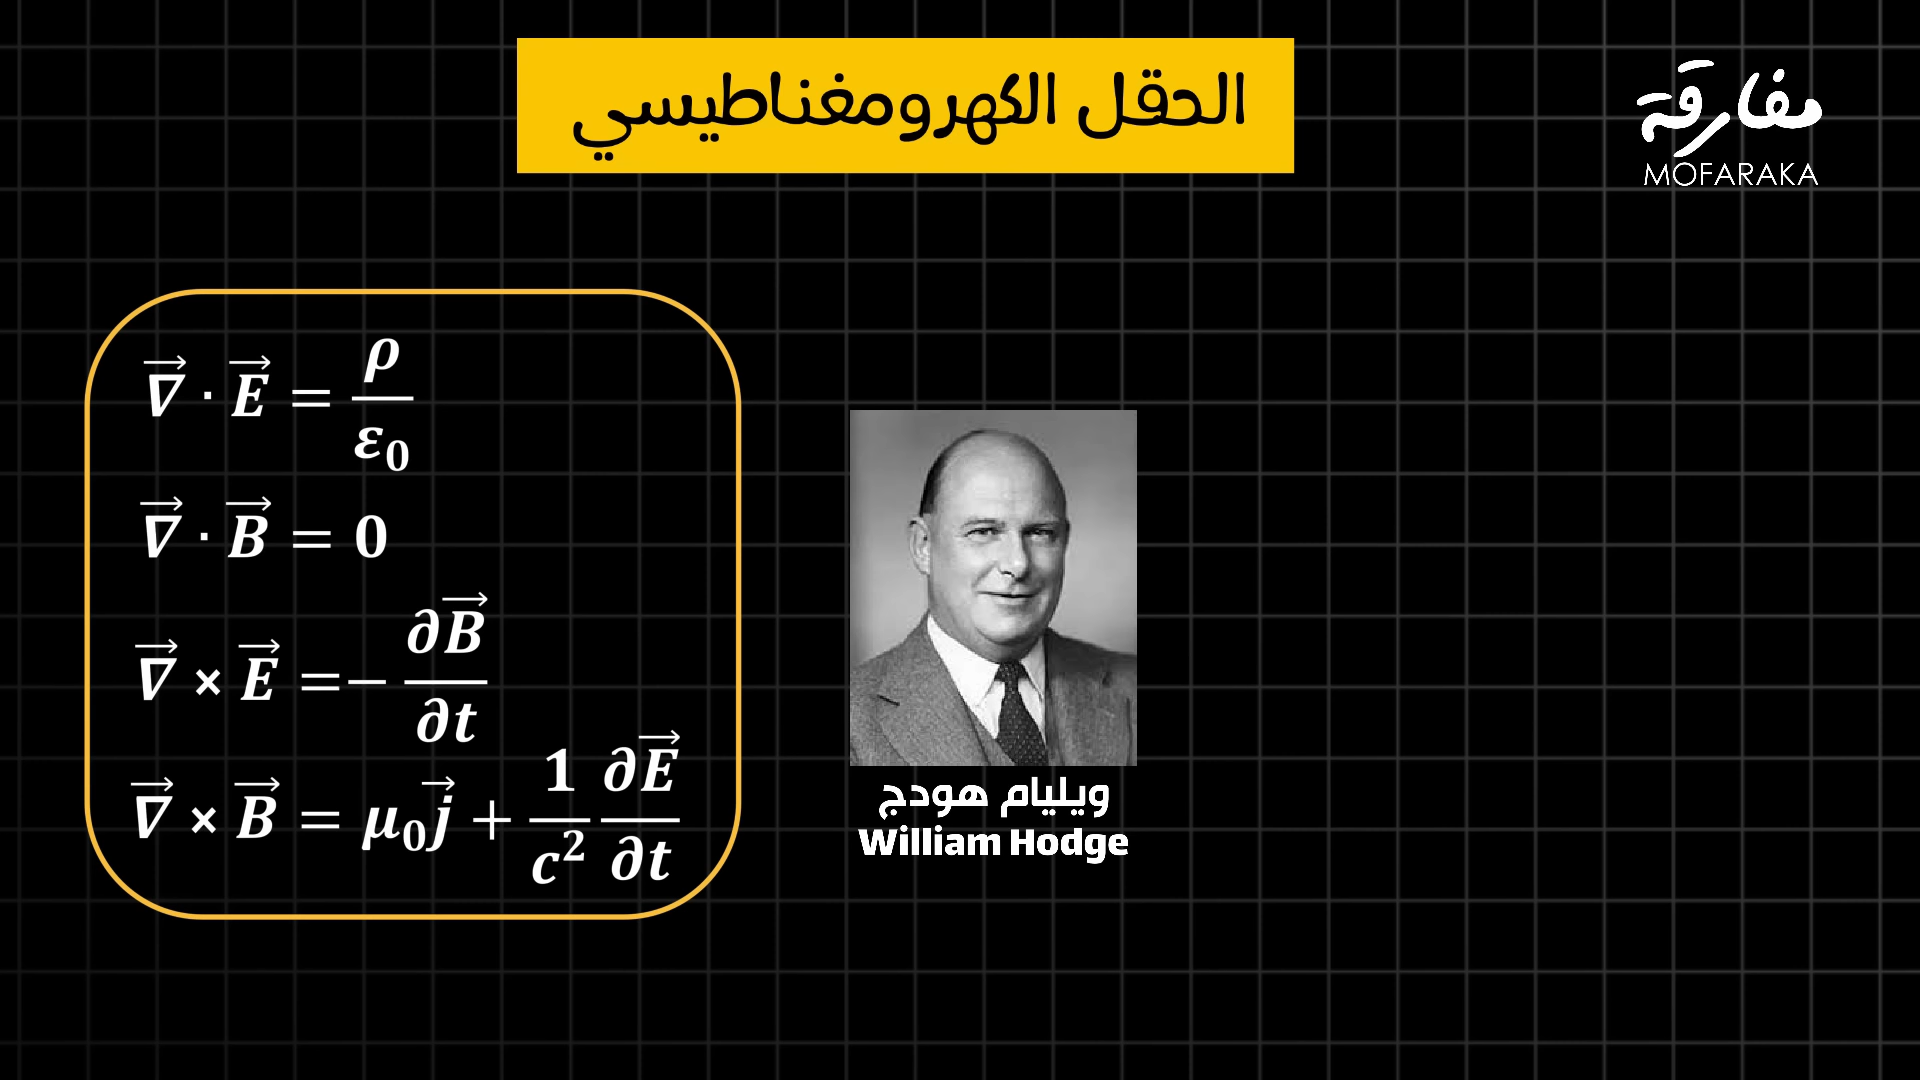 الحقل الكهرومغناطيسي
مفارقة
MOFARAKA
∇⃗ · E⃗ = ρ / ε₀
∇⃗ · B⃗ = 0
∇⃗ × E⃗ =− ∂B⃗ / ∂t
∇⃗ × B⃗ = μ₀j⃗ + 1/c² ∂E⃗/∂t
ويليام هودج
William Hodge